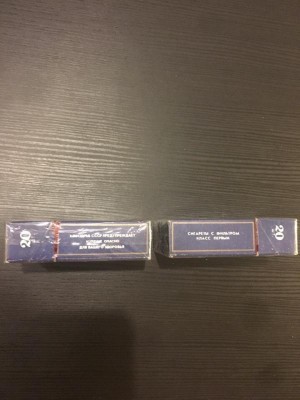 20
МИНЗДРАВ СССР ПРЕДУПРЕЖДАЕТ
КУРЕНИЕ ОПАСНО
ДЛЯ ВАШЕГО ЗДОРОВЬЯ
СИГАРЕТЫ С ФИЛЬТРОМ
КЛАСС ПЕРВЫЙ
20